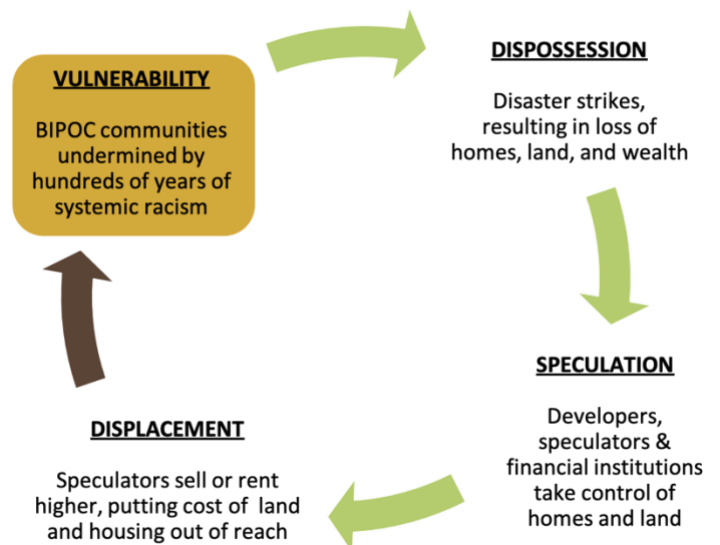 VULNERABILITY
BIPOC communities
undermined by
hundreds of years of
systemic racism
DISPOSSESSION
Disaster strikes,
resulting in loss of
homes, land, and wealth
SPECULATION
Developers,
speculators &
financial institutions
take control of
homes and land
DISPLACEMENT
Speculators sell or rent
higher, putting cost of land
and housing out of reach